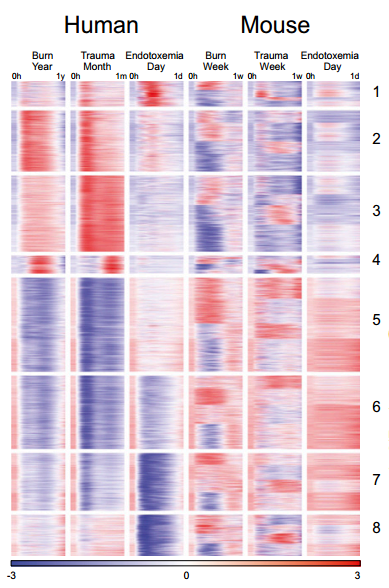 Human Mouse
Burn Year Trauma Month Endotoxemia Day Burn Week Trauma Week Endotoxemia Day
0h 1y 0h 1m 0h 1d 0h 1w 0h 1w 0h 1d
1
2
3
4
5
6
7
8
-3 0 3